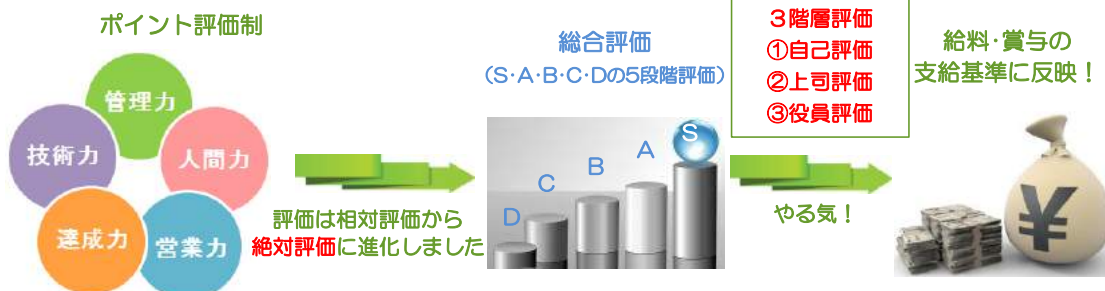 ポイント評価制
管理力
技術力
人間力
達成力
営業力
評価は相対評価から
絶対評価に進化しました
総合評価
（S・A・B・C・Dの5段階評価）
D
C
B
A
S
3階層評価
①自己評価
②上司評価
③役員評価
やる気！
給料・賞与の
支給基準に反映！
¥